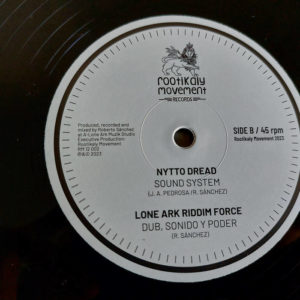 rootikaly
movement
RECORDS
Produced, recorded and
mixed by Roberto Sánchez
at A-Lone Ark Muzik Studio
Executive Production:
Rootikaly Movement
RM 12 002
℗&© 2023
SIDE B / 45 rpm
Rootikaly Movement 2023
NYTTO DREAD
SOUND SYSTEM
(J. A. PEDROSA / R. SÁNCHEZ)
LONE ARK RIDDIM FORCE
DUB, SONIDO Y PODER
(R. SÁNCHEZ)